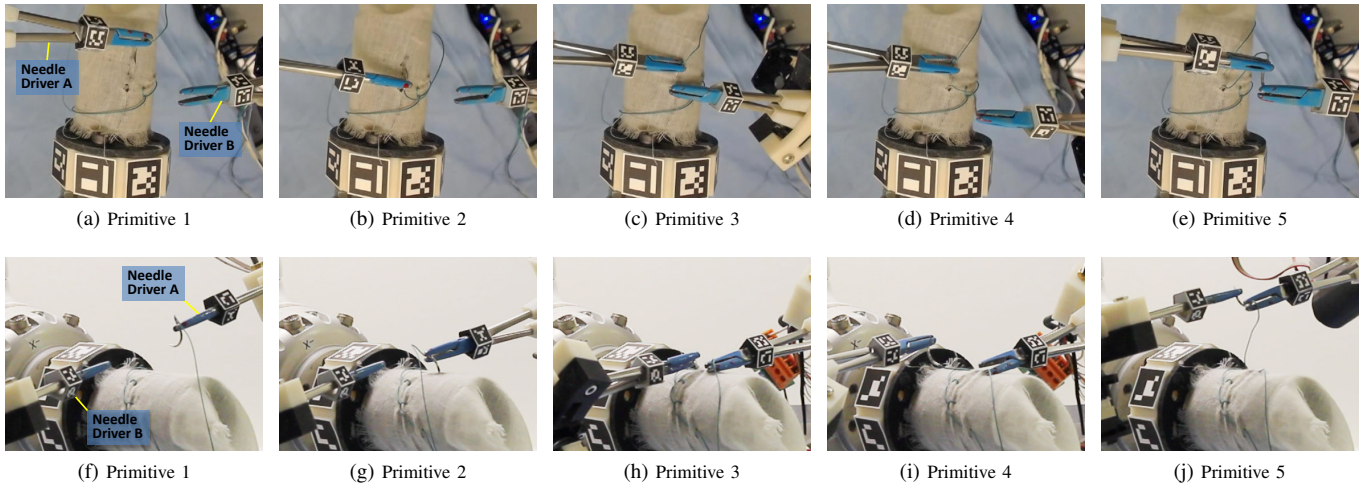 Needle
Driver A
Needle
Driver B
(a) Primitive 1
(b) Primitive 2
(c) Primitive 3
(d) Primitive 4
(e) Primitive 5
Needle
Driver A
Needle
Driver B
(f) Primitive 1
(g) Primitive 2
(h) Primitive 3
(i) Primitive 4
(j) Primitive 5